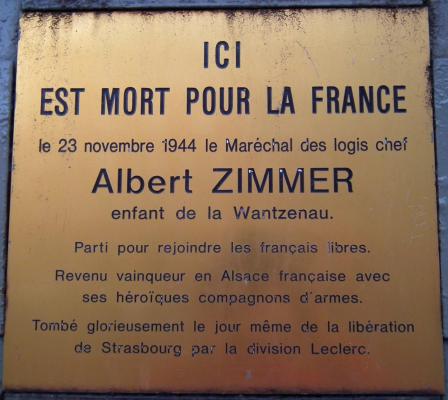 ICI
EST MORT POUR LA FRANCE
le 23 novembre 1944 le Maréchal des logis chef
Albert ZIMMER
enfant de la Wantzenau.
Parti pour rejoindre les français libres.
Revenu vainqueur en Alsace française avec
ses héroïques compagnons d'armes.
Tombé glorieusement le jour même de la libération
de Strasbourg par la division Leclerc.